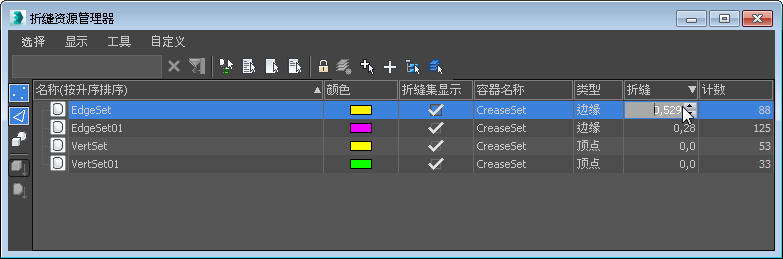 折缝资源管理器
选择 显示 工具 自定义
名称(按升序排序) 颜色 折缝集显示 容器名称 类型 折缝 计数
EdgeSet CreaseSet 边缘 0,529 88
EdgeSet01 CreaseSet 边缘 0,28 125
VertSet CreaseSet 顶点 0,0 53
VertSet01 CreaseSet 顶点 0,0 33